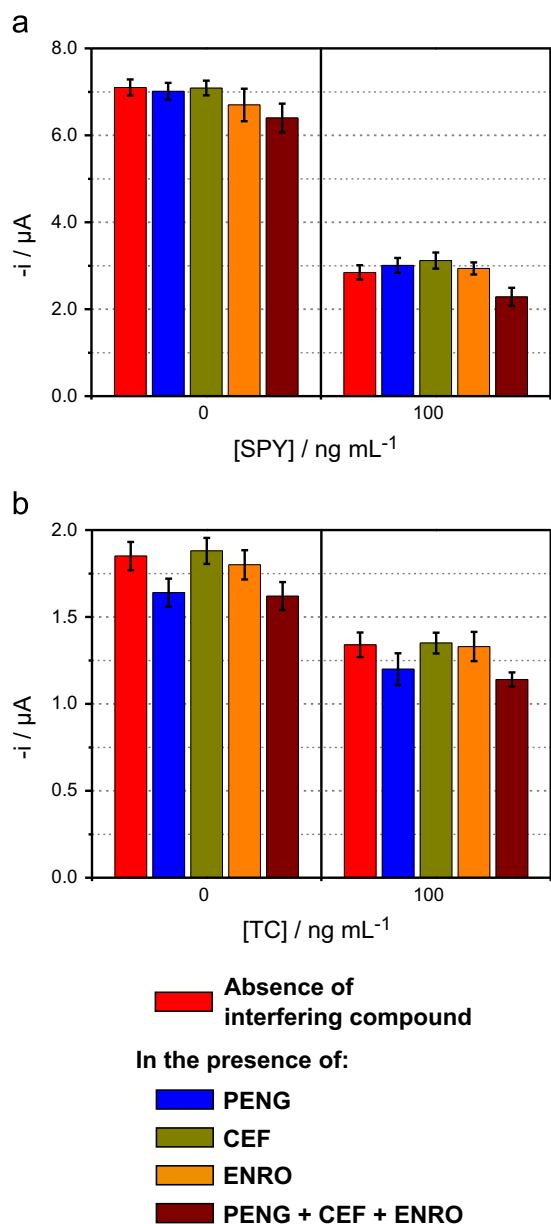 a
8.0
6.0
4.0
2.0
0.0
-i / µA
0 100
[SPY] / ng mL-1
b
2.0
1.5
1.0
0.5
0.0
-i / µA
0 100
[TC] / ng mL-1
Absence of
interfering compound
In the presence of:
PENG
CEF
ENRO
PENG + CEF + ENRO